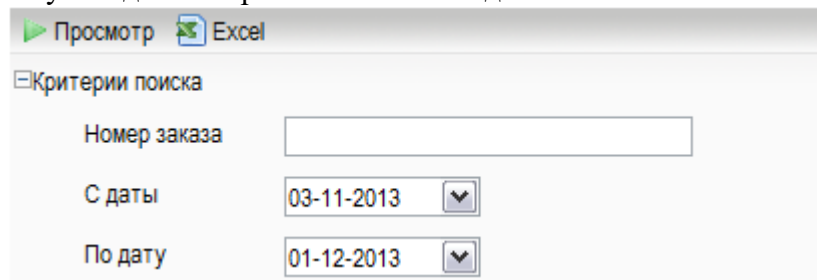 Просмотр Excel
Критерии поиска
Номер заказа
С даты 03-11-2013
По дату 01-12-2013